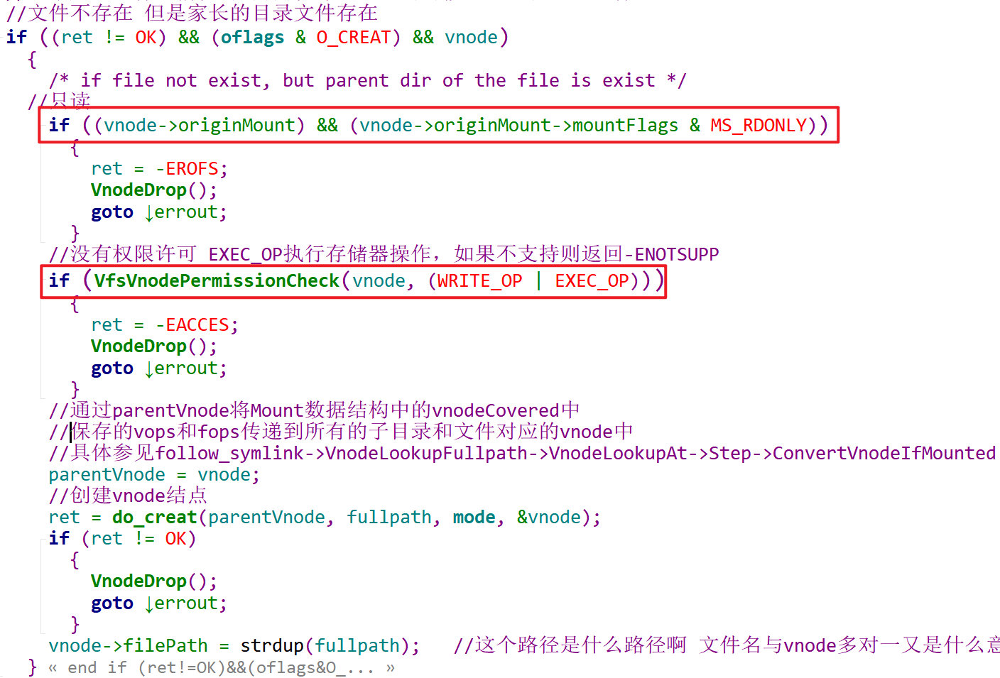 //文件不存在 但是家长的目录文件存在
if ((ret != OK) && (oflags & O_CREAT) && vnode)
{
/* if file not exist, but parent dir of the file is exist */
//只读
if ((vnode->originMount) && (vnode->originMount->mountFlags & MS_RDONLY))
{
ret = -EROFS;
VnodeDrop();
goto ↓errout;
}
//没有权限许可 EXEC_OP执行存储器操作，如果不支持则返回-ENOTSUPP
if (VfsVnodePermissionCheck(vnode, (WRITE_OP | EXEC_OP)))
{
ret = -EACCES;
VnodeDrop();
goto ↓errout;
}
//通过parentVnode将Mount数据结构中的vnodeCovered中
//保存的vops和fops传递到所有的子目录和文件对应的vnode中
//具体参见follow_symlink->VnodeLookupFullpath->VnodeLookupAt->Step->ConvertVnodeIfMounted
parentVnode = vnode;
//创建vnode结点
ret = do_creat(parentVnode, fullpath, mode, &vnode);
if (ret != OK)
{
VnodeDrop();
goto ↓errout;
}
vnode->filePath = strdup(fullpath); //这个路径是什么路径啊 文件名与vnode多对一又是什么意
} « end if (ret!=OK)&&(oflags&O_... »